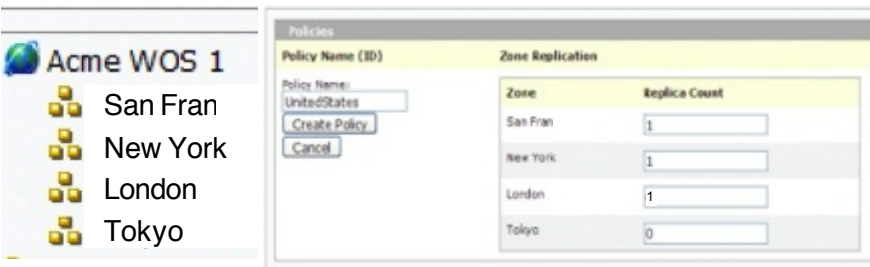 Acme WOS 1
San Fran
New York
London
Tokyo
Policies
Policy Name (ID) Zone Replication
Policy Name:
UnitedStates
Create Policy
Cancel
Zone Replica Count
San Fran 1
New York 1
London 1
Tokyo 0